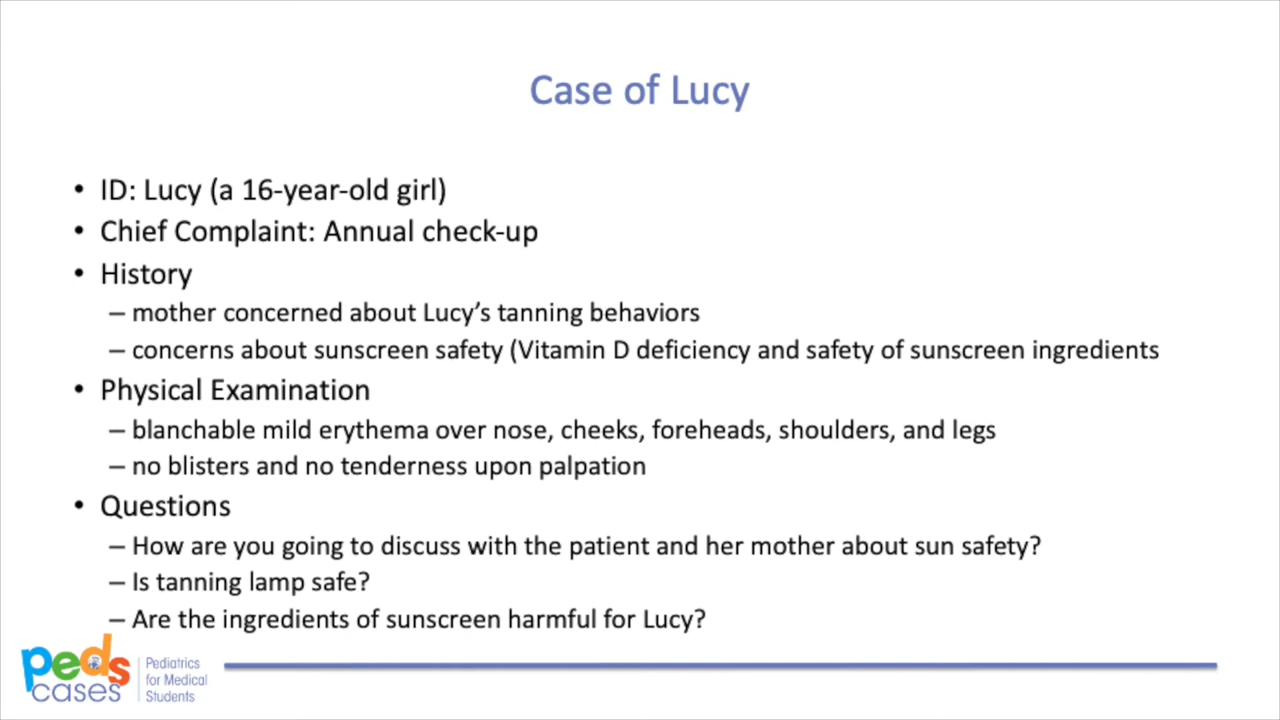 Case of Lucy
• ID: Lucy (a 16-year-old girl)
• Chief Complaint: Annual check-up
• History
– mother concerned about Lucy's tanning behaviors
– concerns about sunscreen safety (Vitamin D deficiency and safety of sunscreen ingredients
• Physical Examination
– blanchable mild erythema over nose, cheeks, foreheads, shoulders, and legs
– no blisters and no tenderness upon palpation
• Questions
– How are you going to discuss with the patient and her mother about sun safety?
– Is tanning lamp safe?
– Are the ingredients of sunscreen harmful for Lucy?
peds
cases
Pediatrics
for Medical
Students